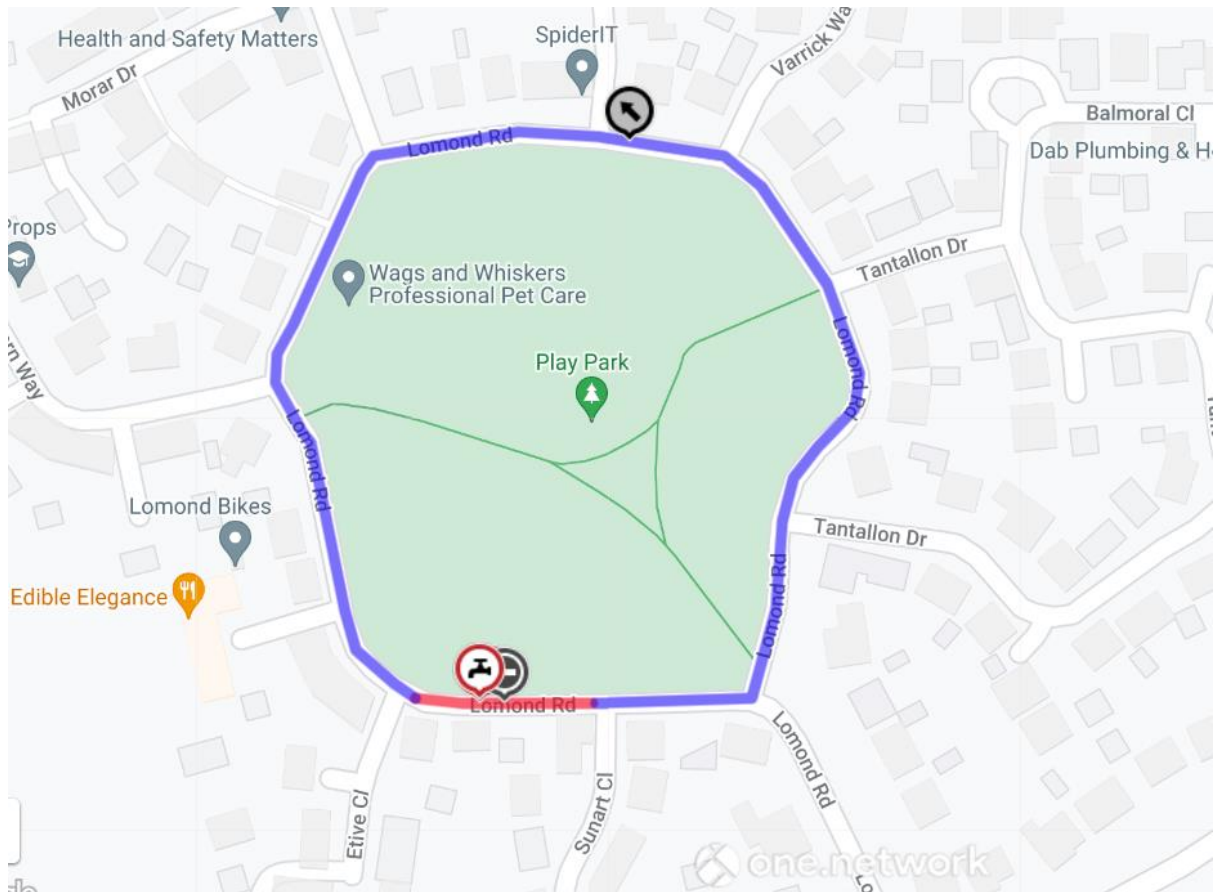 SpiderIT
Health and Safety Matters
Varrick Wa
Morar Dr
Balmoral Cl
Lomond Rd
Dab Plumbing & H
Props
Tantallon Dr
Wags and Whiskers
Professional Pet Care
Lomond Rd
Play Park
rn Way
Lomond Rd
Lomond Bikes
Tantallon Dr
Edible Elegance
Lomond Rd
Lomond Rd
Lomond Rd
Etive Cl
Sunart Cl
one.network